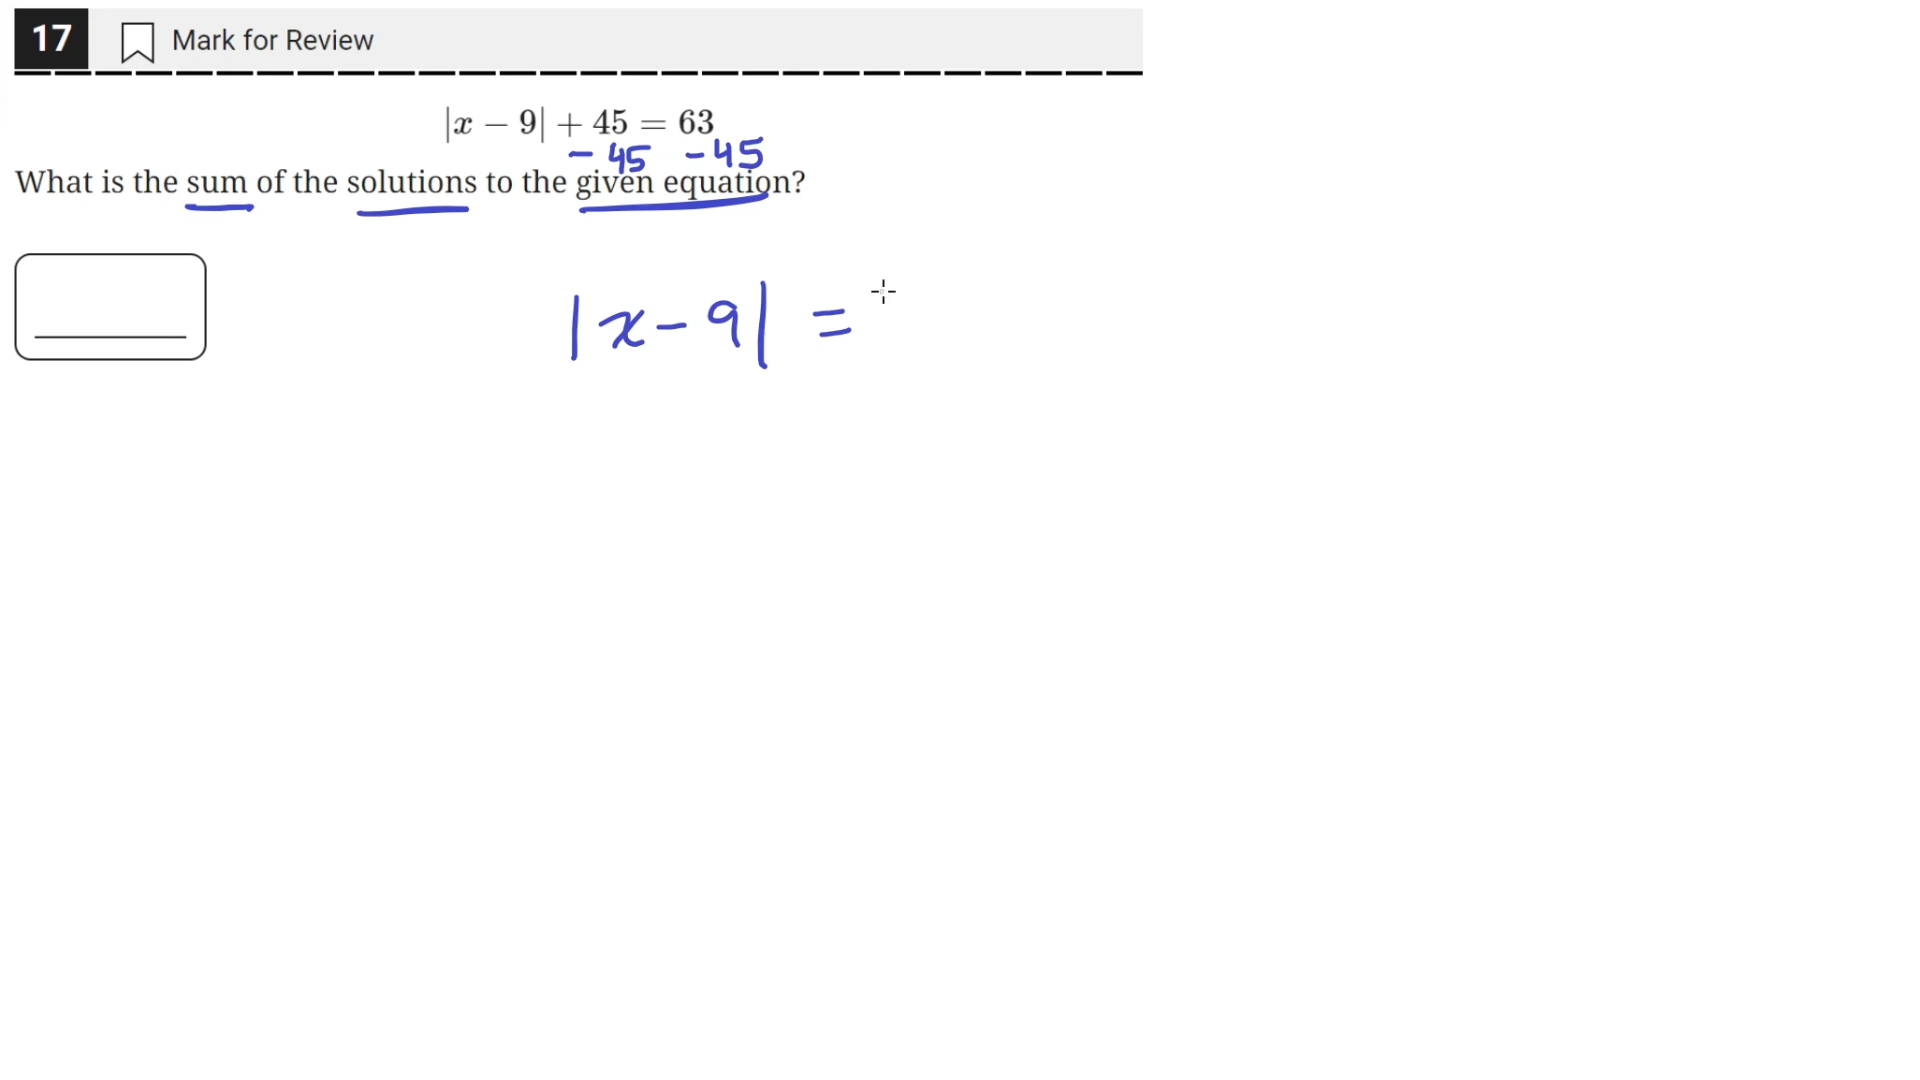 17 Mark for Review
|x − 9| + 45 = 63
− 45 − 45
What is the sum of the solutions to the given equation?
|x − 9| =